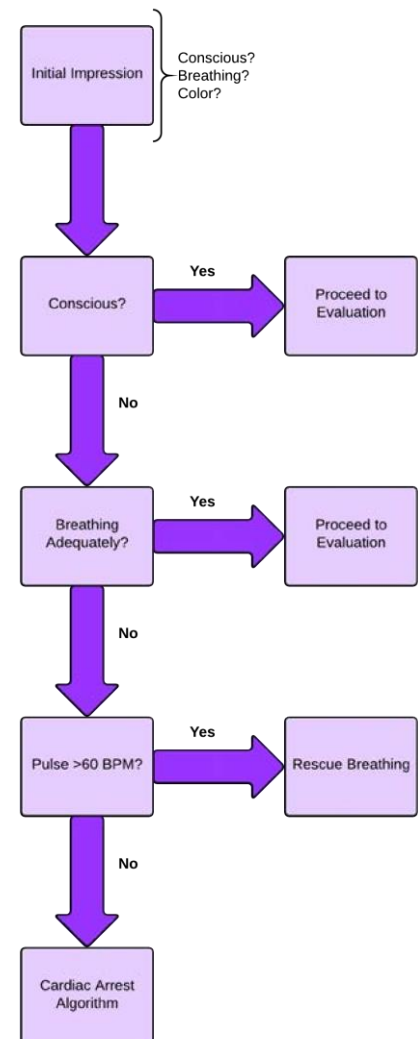 Initial Impression
Conscious?
Breathing?
Color?
Conscious?
Yes
Proceed to
Evaluation
No
Breathing
Adequately?
Yes
Proceed to
Evaluation
No
Pulse >60 BPM?
Yes
Rescue Breathing
No
Cardiac Arrest
Algorithm